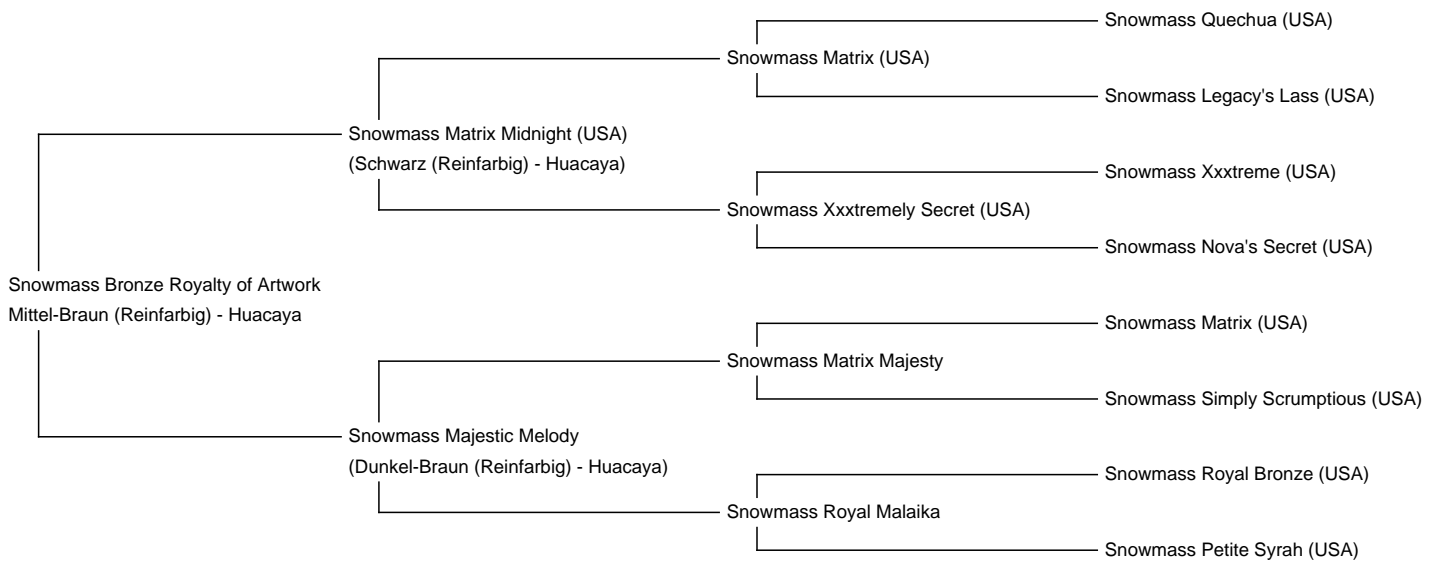 Snowmass Quechua (USA)
Snowmass Matrix (USA)
Snowmass Legacy's Lass (USA)
Snowmass Matrix Midnight (USA)
(Schwarz (Reinfarbig) - Huacaya)
Snowmass Xxxtreme (USA)
Snowmass Xxxtremely Secret (USA)
Snowmass Nova's Secret (USA)
Snowmass Bronze Royalty of Artwork
Mittel-Braun (Reinfarbig) - Huacaya
Snowmass Matrix (USA)
Snowmass Matrix Majesty
Snowmass Simply Scrumptious (USA)
Snowmass Majestic Melody
(Dunkel-Braun (Reinfarbig) - Huacaya)
Snowmass Royal Bronze (USA)
Snowmass Royal Malaika
Snowmass Petite Syrah (USA)